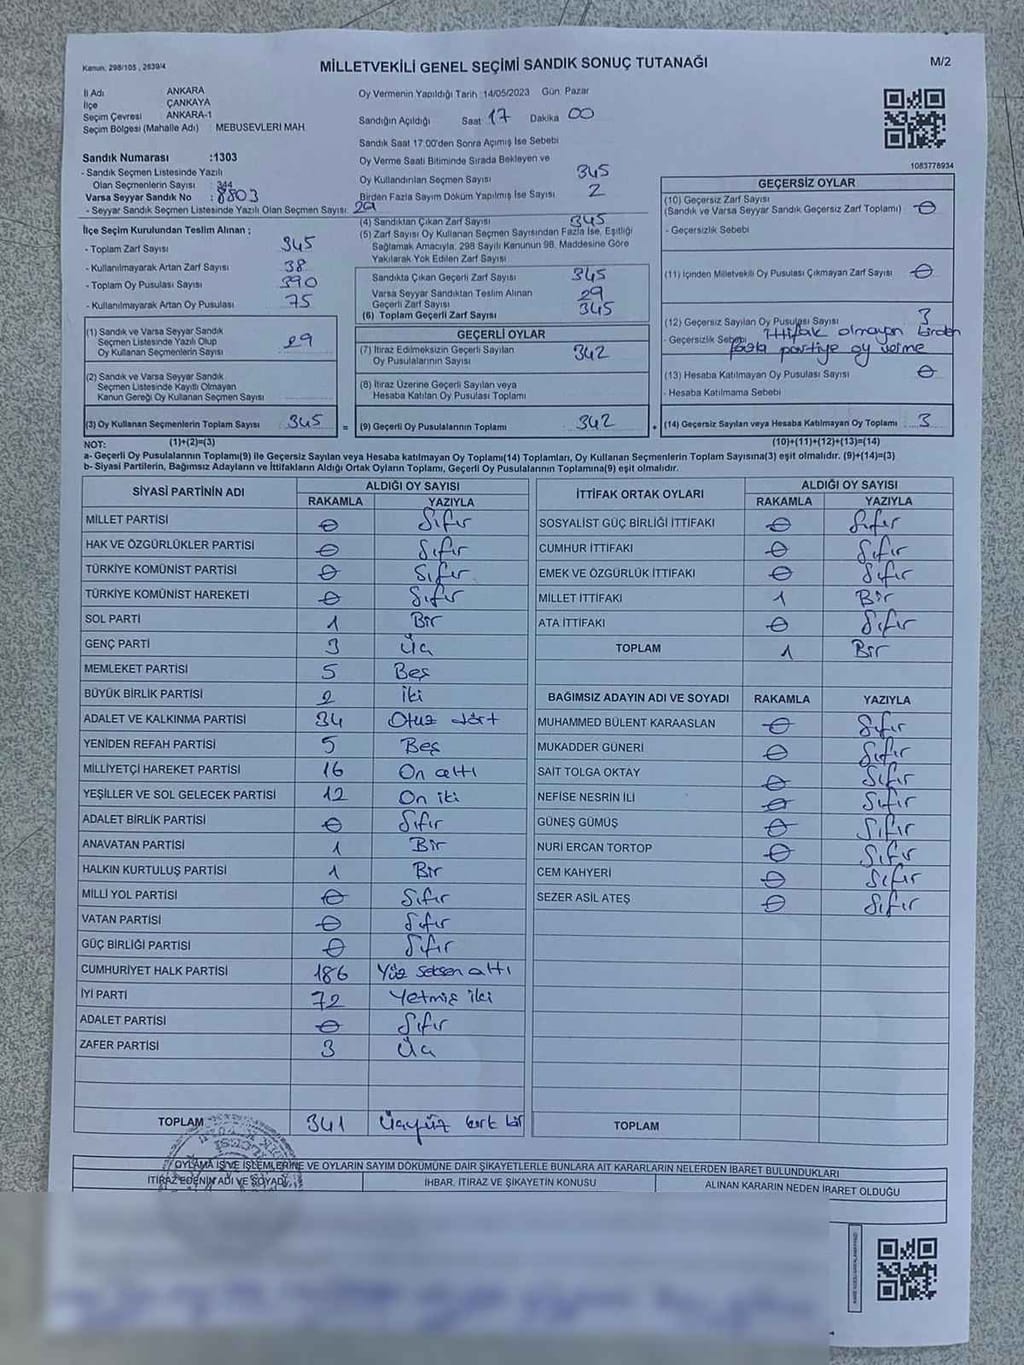 Kanun, 298/105 , 2839/4
MİLLETVEKİLİ GENEL SEÇİMİ SANDIK SONUÇ TUTANAĞI
M/2
İl Adı ANKARA
İlçe ÇANKAYA
Seçim Çevresi ANKARA-1
Seçim Bölgesi (Mahalle Adı) MEBUSEVLERİ MAH
Sandık Numarası :1303
- Sandık Seçmen Listesinde Yazılı
Olan Seçmenlerin Sayısı : 344
Varsa Seyyar Sandık No : 8803
- Seyyar Sandık Seçmen Listesinde Yazılı Olan Seçmen Sayısı: 29
İlçe Seçim Kurulundan Teslim Alınan ;
- Toplam Zarf Sayısı 345
- Kullanılmayarak Artan Zarf Sayısı 38
- Toplam Oy Pusulası Sayısı 390
- Kullanılmayarak Artan Oy Pusulası 75
(1) Sandık ve Varsa Seyyar Sandık
Seçmen Listesinde Yazılı Olup
Oy Kullanan Seçmenlerin Sayısı 29
(2) Sandık ve Varsa Seyyar Sandık
Seçmen Listesinde Kayıtlı Olmayan
Kanun Gereği Oy Kullanan Seçmen Sayısı
(3) Oy Kullanan Seçmenlerin Toplam Sayısı 345
Oy Vermenin Yapıldığı Tarih :14/05/2023 Gün Pazar
Sandığın Açıldığı Saat 17 Dakika 00
Sandık Saat 17:00'den Sonra Açılmış İse Sebebi
Oy Verme Saati Bitiminde Sırada Bekleyen ve
Oy Kullandırılan Seçmen Sayısı 345
Birden Fazla Sayım Döküm Yapılmış İse Sayısı 2
(4) Sandıktan Çıkan Zarf Sayısı 345
(5) Zarf Sayısı Oy Kullanan Seçmen Sayısından Fazla İse, Eşitliği
Sağlamak Amacıyla; 298 Sayılı Kanunun 98. Maddesine Göre
Yakılarak Yok Edilen Zarf Sayısı
Sandıkta Çıkan Geçerli Zarf Sayısı 345
Varsa Seyyar Sandıktan Teslim Alınan
Geçerli Zarf Sayısı 29
(6) Toplam Geçerli Zarf Sayısı 345
GEÇERLİ OYLAR
(7) İtiraz Edilmeksizin Geçerli Sayılan
Oy Pusulalarının Sayısı 342
(8) İtiraz Üzerine Geçerli Sayılan veya
Hesaba Katılan Oy Pusulası Toplamı
= (9) Geçerli Oy Pusulalarının Toplamı 342
1083778934
GEÇERSİZ OYLAR
(10) Geçersiz Zarf Sayısı
(Sandık ve Varsa Seyyar Sandık Geçersiz Zarf Toplamı) 0
- Geçersizlik Sebebi
(11) İçinden Milletvekili Oy Pusulası Çıkmayan Zarf Sayısı 0
(12) Geçersiz Sayılan Oy Pusulası Sayısı 3
- Geçersizlik Sebebi İttifak olmayan birden
fazla partiye oy verme
(13) Hesaba Katılmayan Oy Pusulası Sayısı 0
- Hesaba Katılmama Sebebi
+ (14) Geçersiz Sayılan veya Hesaba Katılmayan Oy Toplamı 3
NOT: (1)+(2)=(3) (10)+(11)+(12)+(13)=(14)
a- Geçerli Oy Pusulalarının Toplamı(9) ile Geçersiz Sayılan veya Hesaba katılmayan Oy Toplamı(14) Toplamları, Oy Kullanan Seçmenlerin Toplam Sayısına(3) eşit olmalıdır. (9)+(14)=(3)
b- Siyasi Partilerin, Bağımsız Adayların ve İttifakların Aldığı Ortak Oyların Toplamı, Geçerli Oy Pusulalarının Toplamına(9) eşit olmalıdır.
SİYASİ PARTİNİN ADI ALDIĞI OY SAYISI
RAKAMLA YAZIYLA
MİLLET PARTİSİ 0 Sıfır
HAK VE ÖZGÜRLÜKLER PARTİSİ 0 Sıfır
TÜRKİYE KOMÜNİST PARTİSİ 0 Sıfır
TÜRKİYE KOMÜNİST HAREKETİ 0 Sıfır
SOL PARTİ 1 Bir
GENÇ PARTİ 3 Üç
MEMLEKET PARTİSİ 5 Beş
BÜYÜK BİRLİK PARTİSİ 2 İki
ADALET VE KALKINMA PARTİSİ 34 Otuz dört
YENİDEN REFAH PARTİSİ 5 Beş
MİLLİYETÇİ HAREKET PARTİSİ 16 On altı
YEŞİLLER VE SOL GELECEK PARTİSİ 12 On iki
ADALET BİRLİK PARTİSİ 0 Sıfır
ANAVATAN PARTİSİ 1 Bir
HALKIN KURTULUŞ PARTİSİ 1 Bir
MİLLİ YOL PARTİSİ 0 Sıfır
VATAN PARTİSİ 0 Sıfır
GÜÇ BİRLİĞİ PARTİSİ 0 Sıfır
CUMHURİYET HALK PARTİSİ 186 Yüz seksen altı
İYİ PARTİ 72 Yetmiş iki
ADALET PARTİSİ 0 Sıfır
ZAFER PARTİSİ 3 Üç
TOPLAM 341 Üçyüz kırk bir
İTTİFAK ORTAK OYLARI ALDIĞI OY SAYISI
RAKAMLA YAZIYLA
SOSYALİST GÜÇ BİRLİĞİ İTTİFAKI 0 Sıfır
CUMHUR İTTİFAKI 0 Sıfır
EMEK VE ÖZGÜRLÜK İTTİFAKI 0 Sıfır
MİLLET İTTİFAKI 1 Bir
ATA İTTİFAKI 0 Sıfır
TOPLAM 1 Bir
BAĞIMSIZ ADAYIN ADI VE SOYADI RAKAMLA YAZIYLA
MUHAMMED BÜLENT KARAASLAN 0 Sıfır
MUKADDER GÜNERİ 0 Sıfır
SAİT TOLGA OKTAY 0 Sıfır
NEFİSE NESRİN İLİ 0 Sıfır
GÜNEŞ GÜMÜŞ 0 Sıfır
NURİ ERCAN TORTOP 0 Sıfır
CEM KAHYERİ 0 Sıfır
SEZER ASİL ATEŞ 0 Sıfır
TOPLAM
OYLAMA İŞ VE İŞLEMLERİNE VE OYLARIN SAYIM DÖKÜMÜNE DAİR ŞİKAYETLERLE BUNLARA AİT KARARLARIN NELERDEN İBARET BULUNDUKLARI
İTİRAZ EDENİN ADI VE SOYADI İHBAR, İTİRAZ VE ŞİKAYETİN KONUSU ALINAN KARARIN NEDEN İBARET OLDUĞU